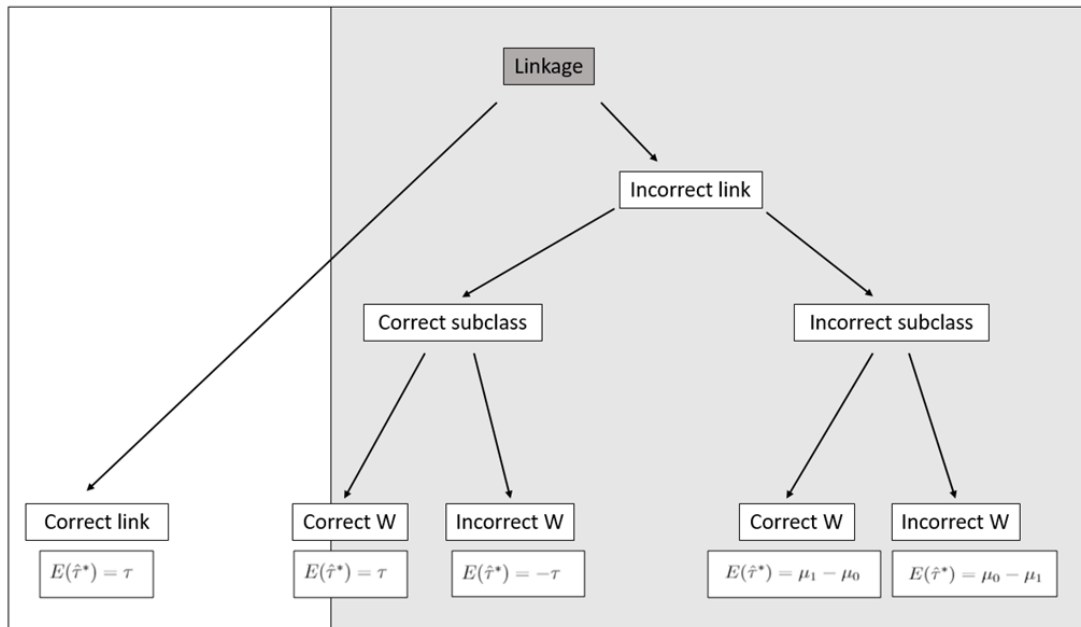 Linkage
Incorrect link
Correct subclass
Incorrect subclass
Correct link
Correct W
Incorrect W
Correct W
Incorrect W
E(τ̂*) = τ
E(τ̂*) = τ
E(τ̂*) = −τ
E(τ̂*) = μ₁ − μ₀
E(τ̂*) = μ₀ − μ₁